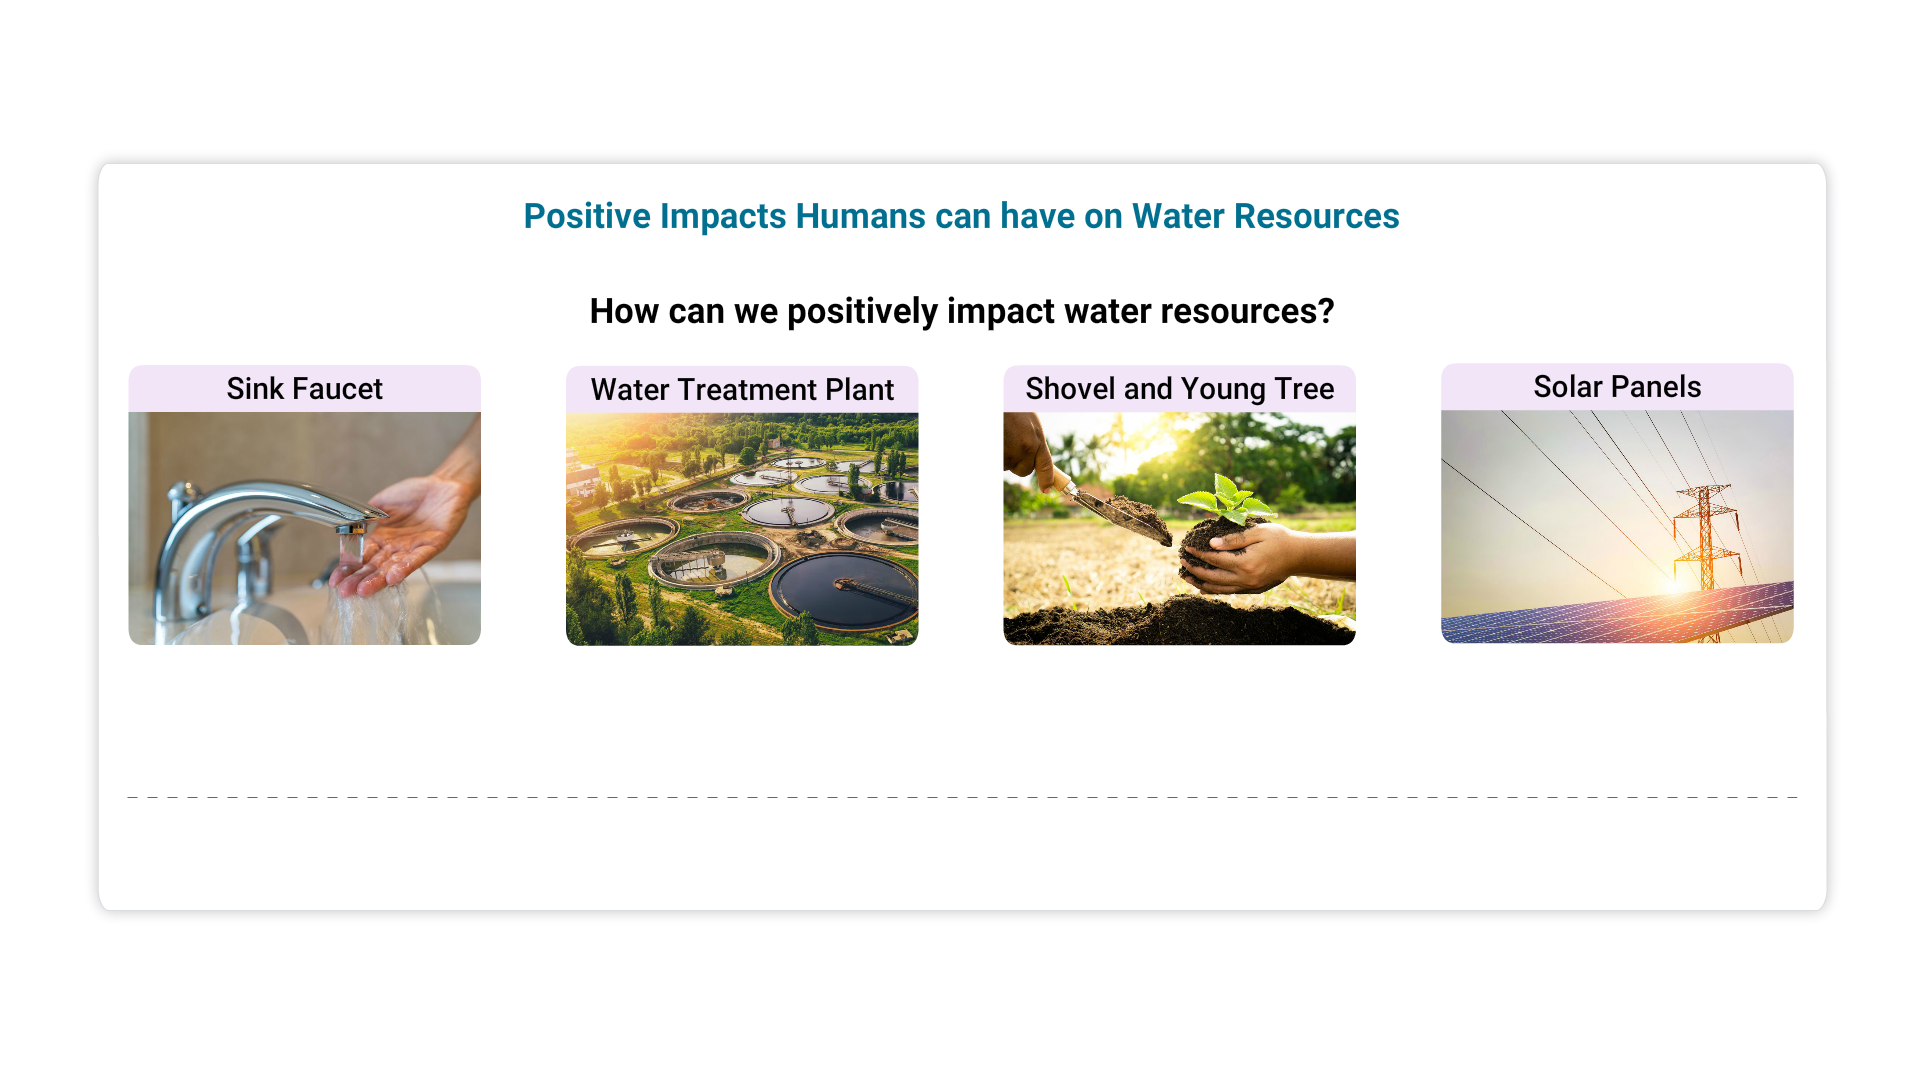 Positive Impacts Humans can have on Water Resources
How can we positively impact water resources?
Sink Faucet
Water Treatment Plant
Shovel and Young Tree
Solar Panels